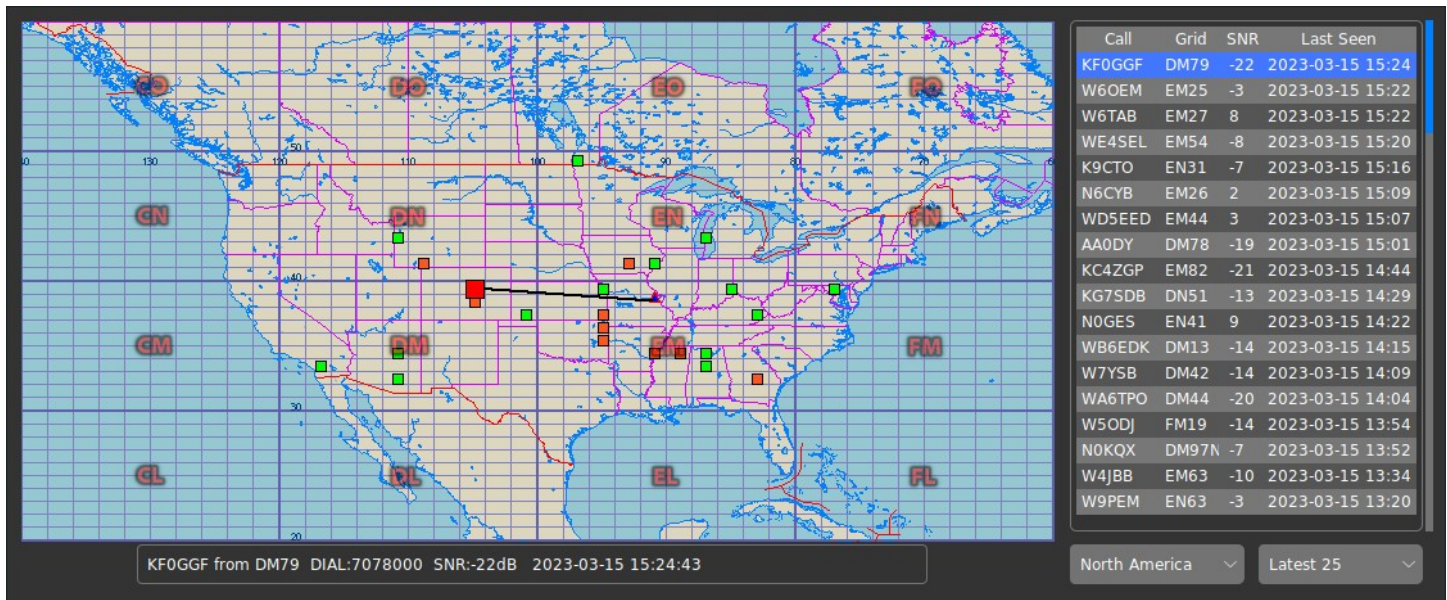 Call Grid SNR Last Seen
KF0GGF DM79 -22 2023-03-15 15:24
W6OEM EM25 -3 2023-03-15 15:22
W6TAB EM27 8 2023-03-15 15:22
WE4SEL EM54 -8 2023-03-15 15:20
K9CTO EN31 -7 2023-03-15 15:16
N6CYB EM26 2 2023-03-15 15:09
WD5EED EM44 3 2023-03-15 15:07
AA0DY DM78 -19 2023-03-15 15:01
KC4ZGP EM82 -21 2023-03-15 14:44
KG7SDB DN51 -13 2023-03-15 14:29
N0GES EN41 9 2023-03-15 14:22
WB6EDK DM13 -14 2023-03-15 14:15
W7YSB DM42 -14 2023-03-15 14:09
WA6TPO DM44 -20 2023-03-15 14:04
W5ODJ FM19 -14 2023-03-15 13:54
N0KQX DM97N -7 2023-03-15 13:52
W4JBB EM63 -10 2023-03-15 13:34
W9PEM EN63 -3 2023-03-15 13:20
CO DO EO FO
50
130 110 100 90 80 70
CN DN EN FN
40
CM DM EM FM
30
CL DL EL FL
20
KF0GGF from DM79 DIAL:7078000 SNR:-22dB 2023-03-15 15:24:43
North America
Latest 25